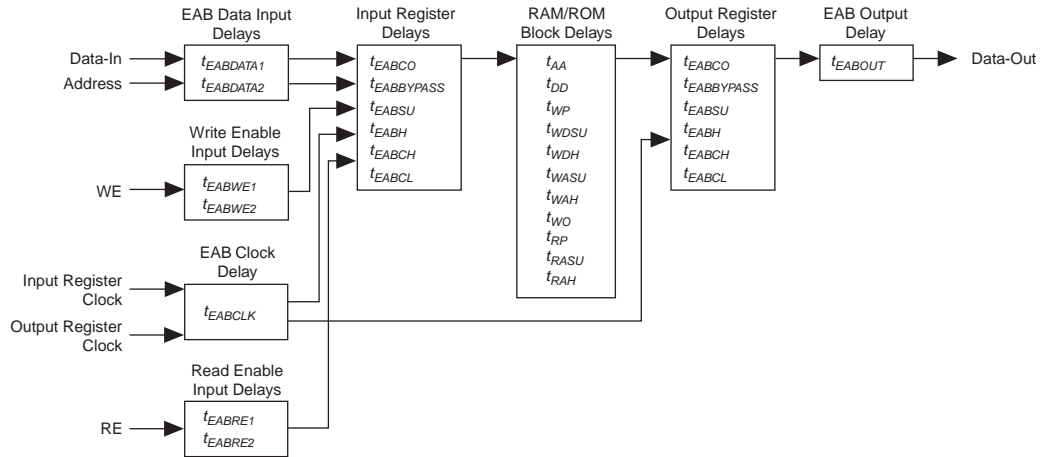 EAB Data Input
Delays
Input Register
Delays
RAM/ROM
Block Delays
Output Register
Delays
EAB Output
Delay
Data-In
Address
tEABDATA1
tEABDATA2
tEABCO
tEABBYPASS
tEABSU
tEABH
tEABCH
tEABCL
tAA
tDD
tWP
tWDSU
tWDH
tWASU
tWAH
tWO
tRP
tRASU
tRAH
tEABCO
tEABBYPASS
tEABSU
tEABH
tEABCH
tEABCL
tEABOUT
Data-Out
Write Enable
Input Delays
WE
tEABWE1
tEABWE2
EAB Clock
Delay
Input Register
Clock
Output Register
Clock
tEABCLK
Read Enable
Input Delays
RE
tEABRE1
tEABRE2